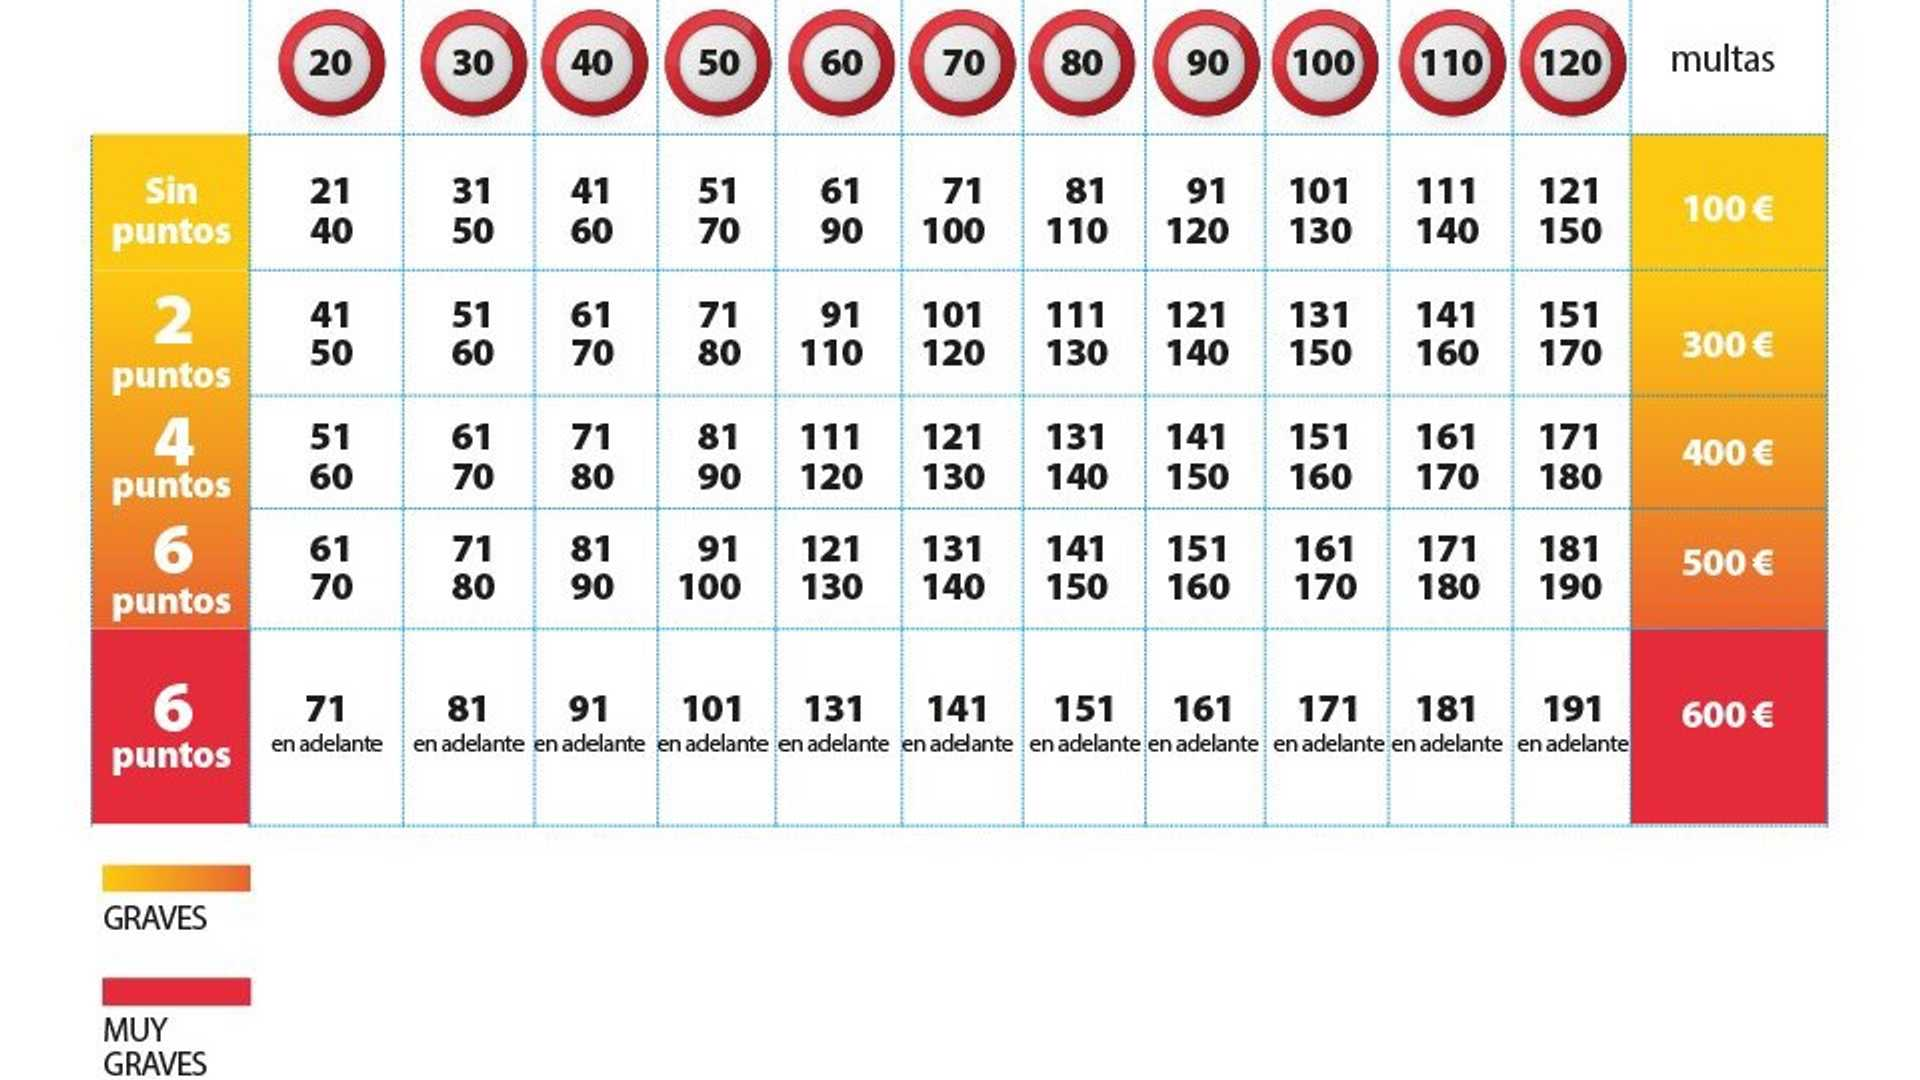 20 30 40 50 60 70 80 90 100 110 120 multas
Sin puntos
21 31 41 51 61 71 81 91 101 111 121
40 50 60 70 90 100 110 120 130 140 150
100 €
2 puntos
41 51 61 71 91 101 111 121 131 141 151
50 60 70 80 110 120 130 140 150 160 170
300 €
4 puntos
51 61 71 81 111 121 131 141 151 161 171
60 70 80 90 120 130 140 150 160 170 180
400 €
6 puntos
61 71 81 91 121 131 141 151 161 171 181
70 80 90 100 130 140 150 160 170 180 190
500 €
6 puntos
71 81 91 101 131 141 151 161 171 181 191
en adelante en adelante en adelante en adelante en adelante en adelante en adelante en adelante en adelante en adelante en adelante
600 €
GRAVES
MUY
GRAVES